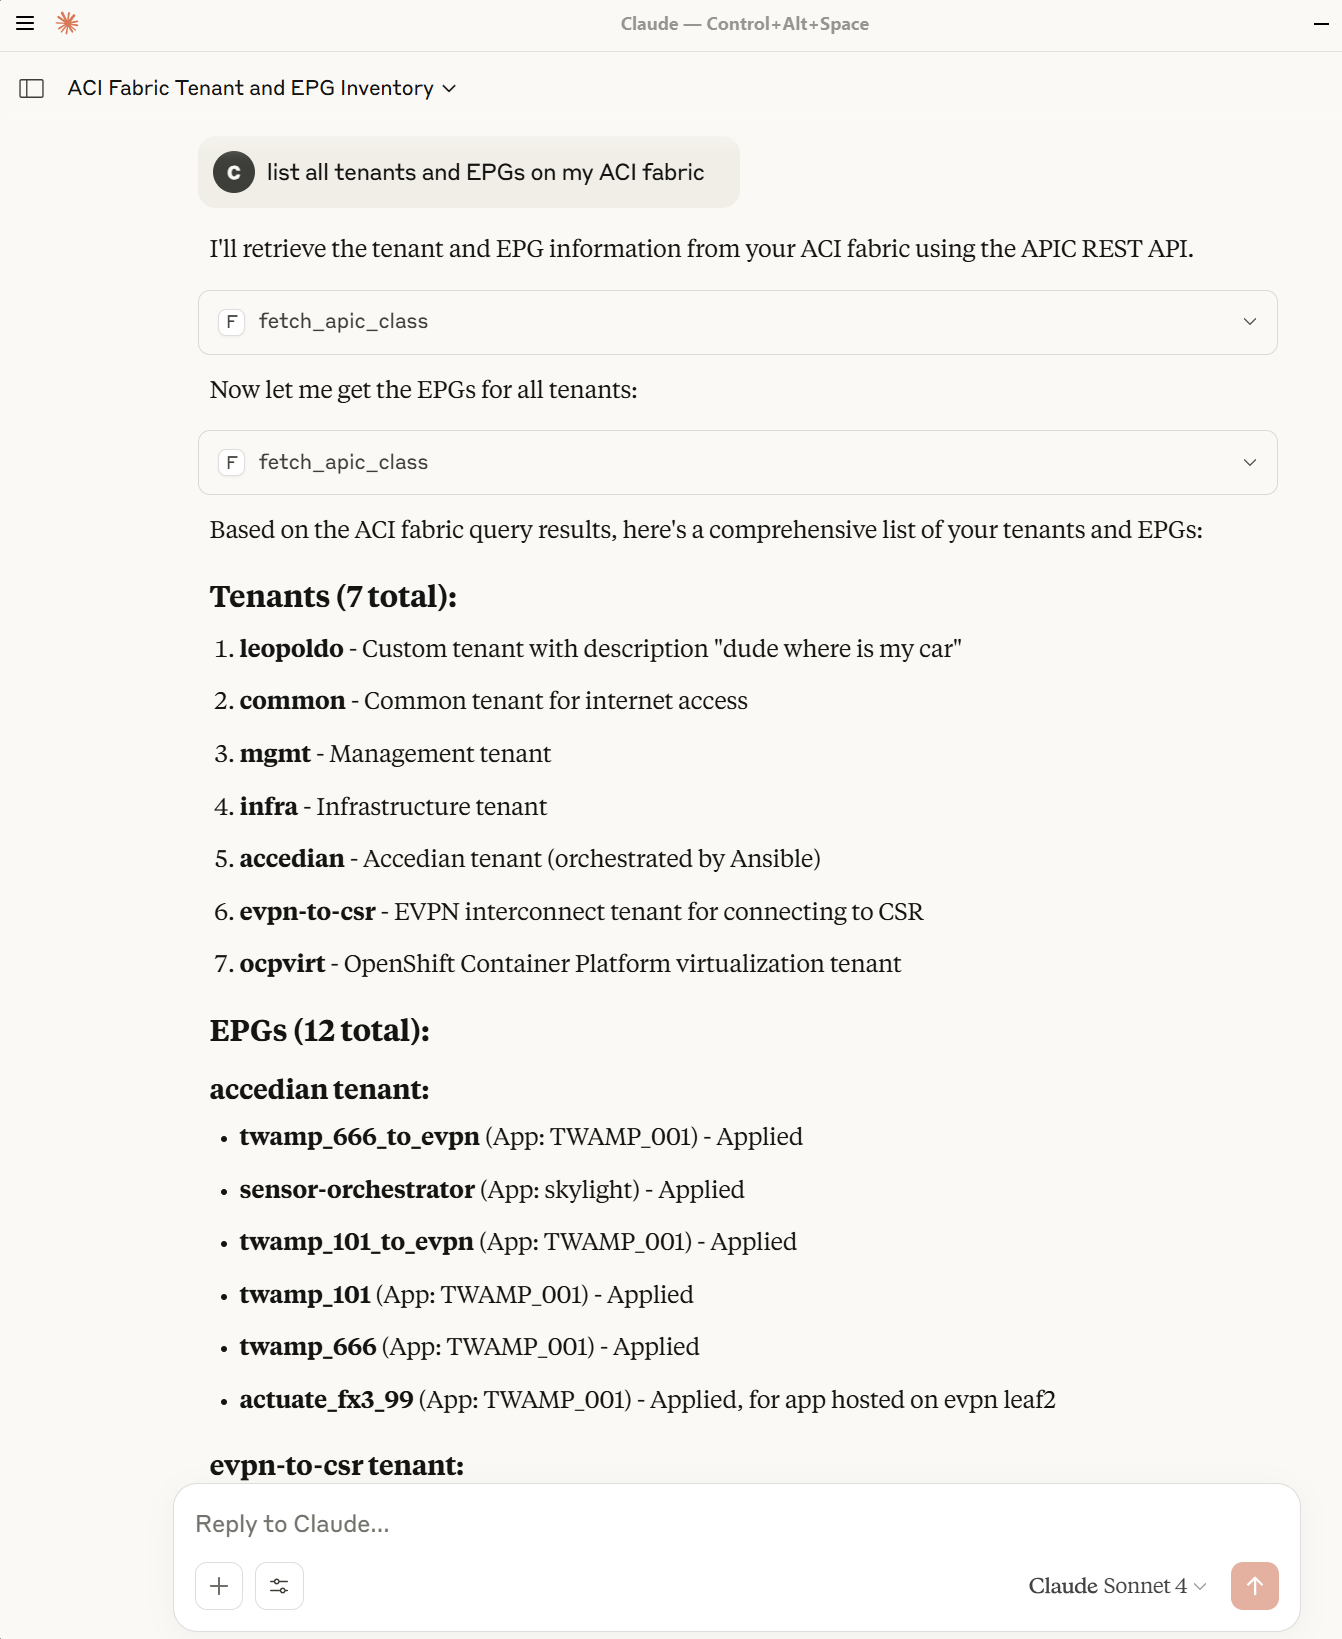 Claude — Control+Alt+Space
ACI Fabric Tenant and EPG Inventory
C list all tenants and EPGs on my ACI fabric
I'll retrieve the tenant and EPG information from your ACI fabric using the APIC REST API.
F fetch_apic_class
Now let me get the EPGs for all tenants:
F fetch_apic_class
Based on the ACI fabric query results, here's a comprehensive list of your tenants and EPGs:
Tenants (7 total):
1. leopoldo - Custom tenant with description "dude where is my car"
2. common - Common tenant for internet access
3. mgmt - Management tenant
4. infra - Infrastructure tenant
5. accedian - Accedian tenant (orchestrated by Ansible)
6. evpn-to-csr - EVPN interconnect tenant for connecting to CSR
7. ocpvirt - OpenShift Container Platform virtualization tenant
EPGs (12 total):
accedian tenant:
• twamp_666_to_evpn (App: TWAMP_001) - Applied
• sensor-orchestrator (App: skylight) - Applied
• twamp_101_to_evpn (App: TWAMP_001) - Applied
• twamp_101 (App: TWAMP_001) - Applied
• twamp_666 (App: TWAMP_001) - Applied
• actuate_fx3_99 (App: TWAMP_001) - Applied, for app hosted on evpn leaf2
evpn-to-csr tenant:
Reply to Claude...
Claude Sonnet 4